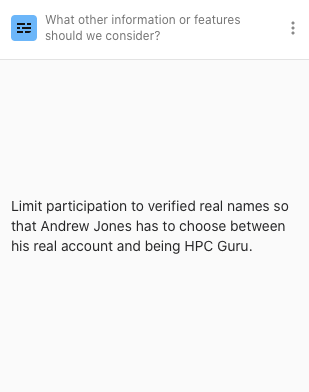 What other information or features
should we consider?
Limit participation to verified real names so
that Andrew Jones has to choose between
his real account and being HPC Guru.